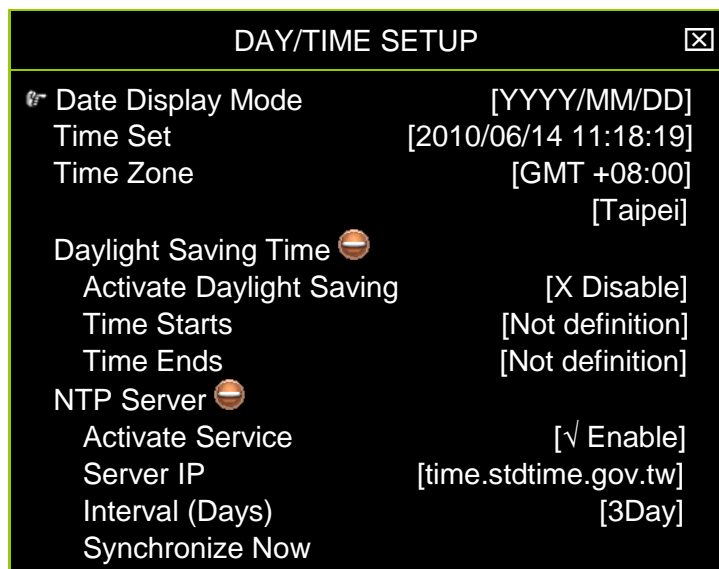 DAY/TIME SETUP
Date Display Mode [YYYY/MM/DD]
Time Set [2010/06/14 11:18:19]
Time Zone [GMT +08:00]
[Taipei]
Daylight Saving Time
Activate Daylight Saving [X Disable]
Time Starts [Not definition]
Time Ends [Not definition]
NTP Server
Activate Service [√ Enable]
Server IP [time.stdtime.gov.tw]
Interval (Days) [3Day]
Synchronize Now